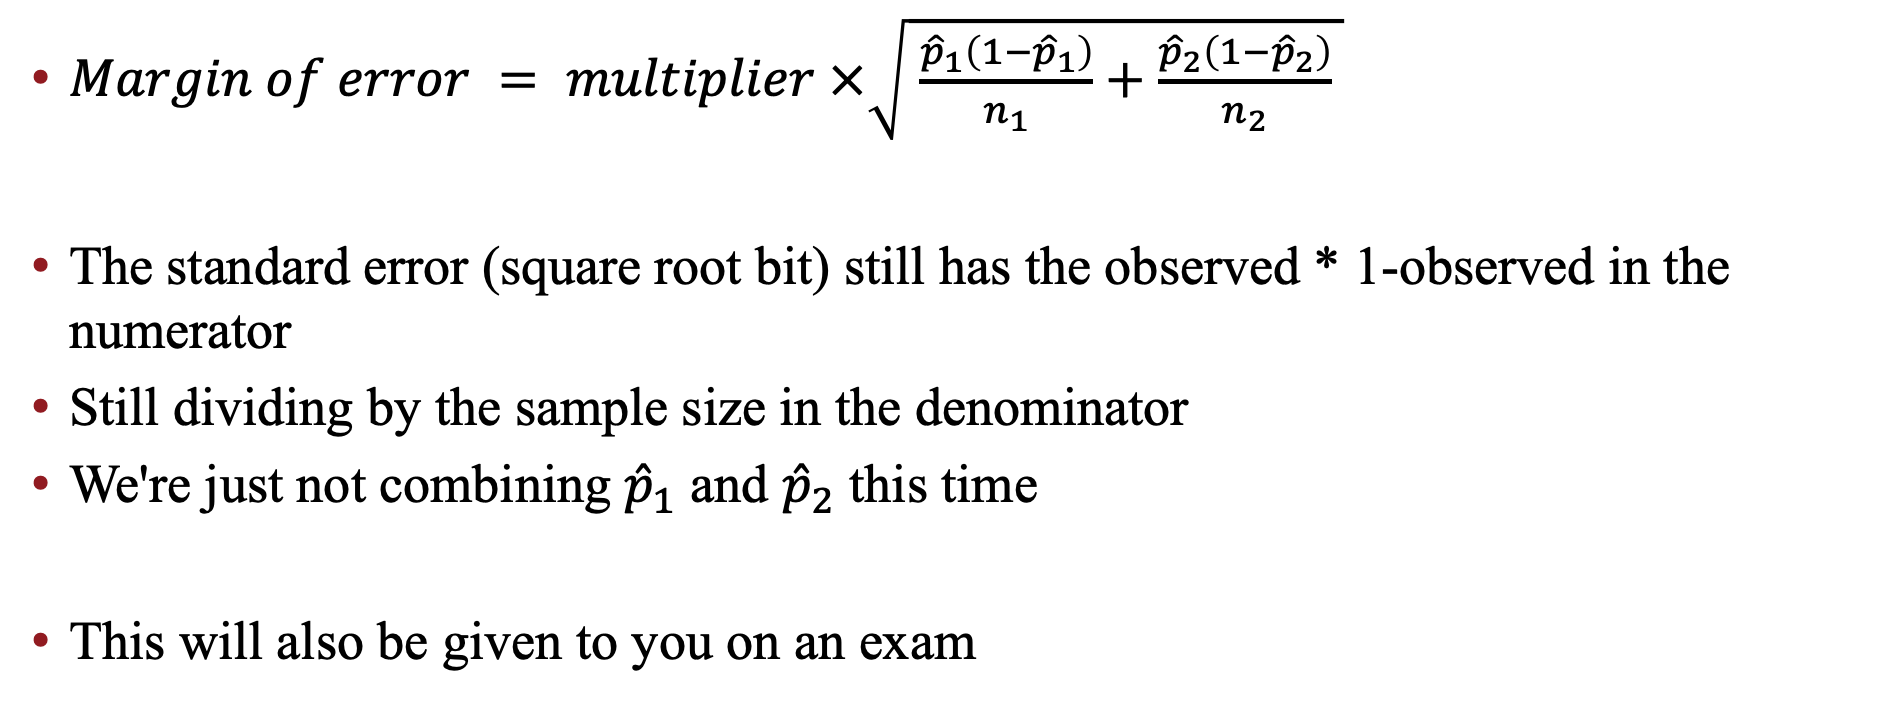 • Margin of error = multiplier × √(p̂₁(1−p̂₁)/n₁ + p̂₂(1−p̂₂)/n₂)
• The standard error (square root bit) still has the observed * 1-observed in the
numerator
• Still dividing by the sample size in the denominator
• We're just not combining p̂₁ and p̂₂ this time
• This will also be given to you on an exam